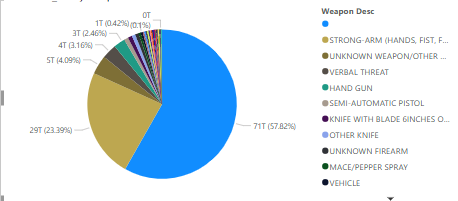 Weapon Desc
STRONG-ARM (HANDS, FIST, F...
UNKNOWN WEAPON/OTHER ...
VERBAL THREAT
HAND GUN
SEMI-AUTOMATIC PISTOL
KNIFE WITH BLADE 6INCHES O...
OTHER KNIFE
UNKNOWN FIREARM
MACE/PEPPER SPRAY
VEHICLE
0T
(0.1%)
1T (0.42%)
3T (2.46%)
4T (3.16%)
5T (4.09%)
29T (23.39%)
71T (57.82%)